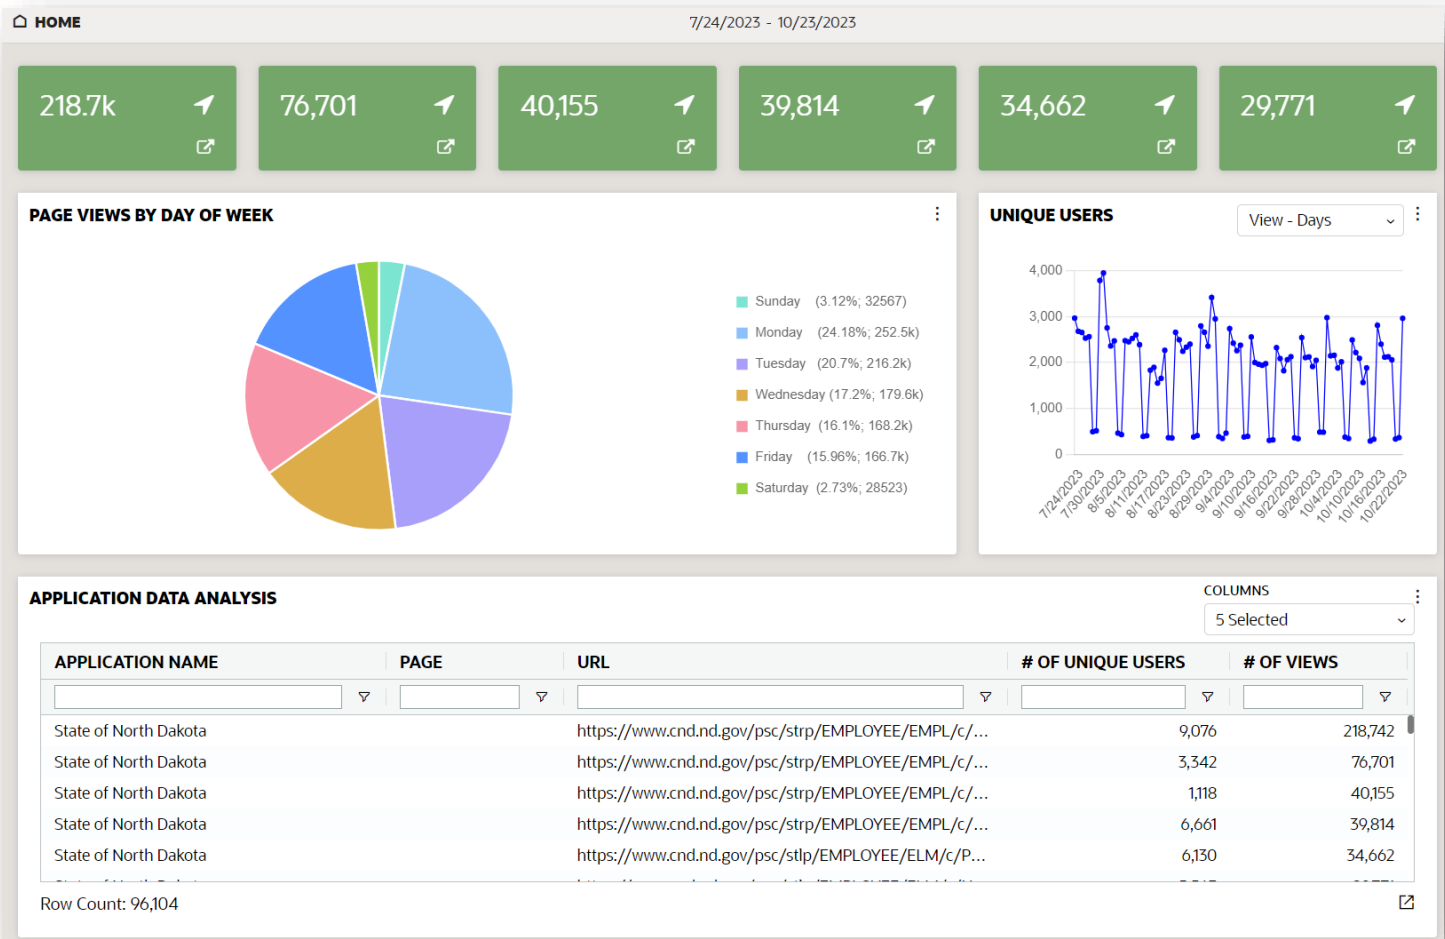 HOME
7/24/2023 - 10/23/2023
218.7k
76,701
40,155
39,814
34,662
29,771
PAGE VIEWS BY DAY OF WEEK
Sunday (3.12%; 32567)
Monday (24.18%; 252.5k)
Tuesday (20.7%; 216.2k)
Wednesday (17.2%; 179.6k)
Thursday (16.1%; 168.2k)
Friday (15.96%; 166.7k)
Saturday (2.73%; 28523)
UNIQUE USERS
View - Days
4,000
3,000
2,000
1,000
0
7/24/2023
7/30/2023
8/5/2023
8/11/2023
8/17/2023
8/23/2023
8/29/2023
9/4/2023
9/10/2023
9/16/2023
9/22/2023
9/28/2023
10/4/2023
10/10/2023
10/16/2023
10/22/2023
APPLICATION DATA ANALYSIS
COLUMNS
5 Selected
APPLICATION NAME PAGE URL # OF UNIQUE USERS # OF VIEWS
State of North Dakota https://www.cnd.nd.gov/psc/strp/EMPLOYEE/EMPL/c/... 9,076 218,742
State of North Dakota https://www.cnd.nd.gov/psc/strp/EMPLOYEE/EMPL/c/... 3,342 76,701
State of North Dakota https://www.cnd.nd.gov/psc/strp/EMPLOYEE/EMPL/c/... 1,118 40,155
State of North Dakota https://www.cnd.nd.gov/psc/strp/EMPLOYEE/EMPL/c/... 6,661 39,814
State of North Dakota https://www.cnd.nd.gov/psc/stlp/EMPLOYEE/ELM/c/P... 6,130 34,662
Row Count: 96,104